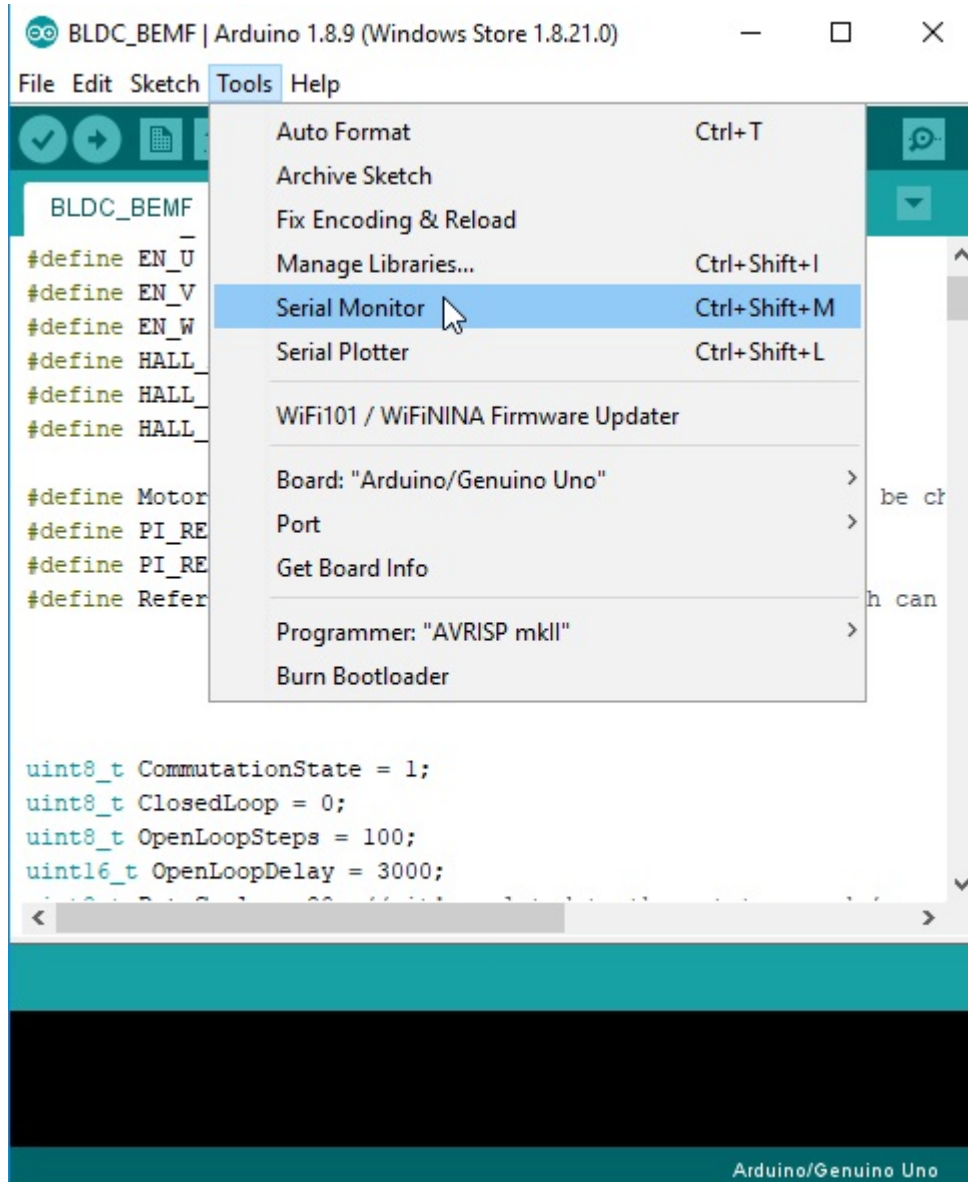 BLDC_BEMF | Arduino 1.8.9 (Windows Store 1.8.21.0)
File Edit Sketch Tools Help
Auto Format Ctrl+T
Archive Sketch
BLDC_BEMF
Fix Encoding & Reload
#define EN_U
Manage Libraries... Ctrl+Shift+I
#define EN_V
Serial Monitor Ctrl+Shift+M
#define EN_W
Serial Plotter Ctrl+Shift+L
#define HALL_
#define HALL_
WiFi101 / WiFiNINA Firmware Updater
#define HALL_
Board: "Arduino/Genuino Uno"
#define Motor be ch
Port
#define PI_RE
#define PI_RE
Get Board Info
#define Refer h can
Programmer: "AVRISP mkII"
Burn Bootloader
uint8_t CommutationState = 1;
uint8_t ClosedLoop = 0;
uint8_t OpenLoopSteps = 100;
uint16_t OpenLoopDelay = 3000;
Arduino/Genuino Uno